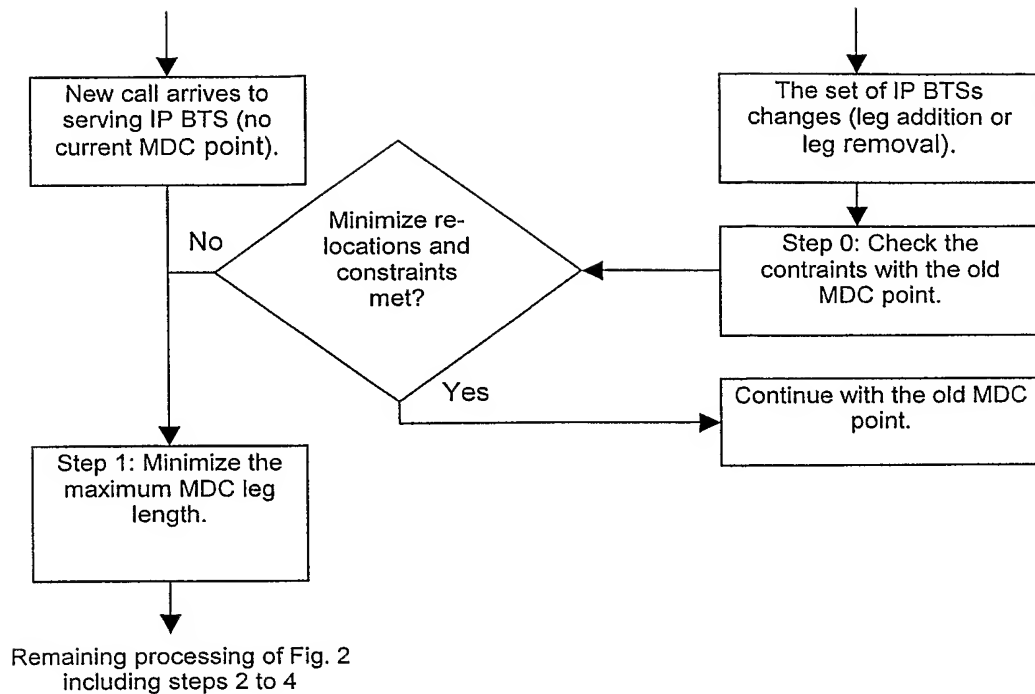 New call arrives to
serving IP BTS (no
current MDC point).
The set of IP BTSs
changes (leg addition or
leg removal).
No
Minimize re-
locations and
constraints
met?
Step 0: Check the
contraints with the old
MDC point.
Yes
Continue with the old MDC
point.
Step 1: Minimize the
maximum MDC leg
length.
Remaining processing of Fig. 2
including steps 2 to 4